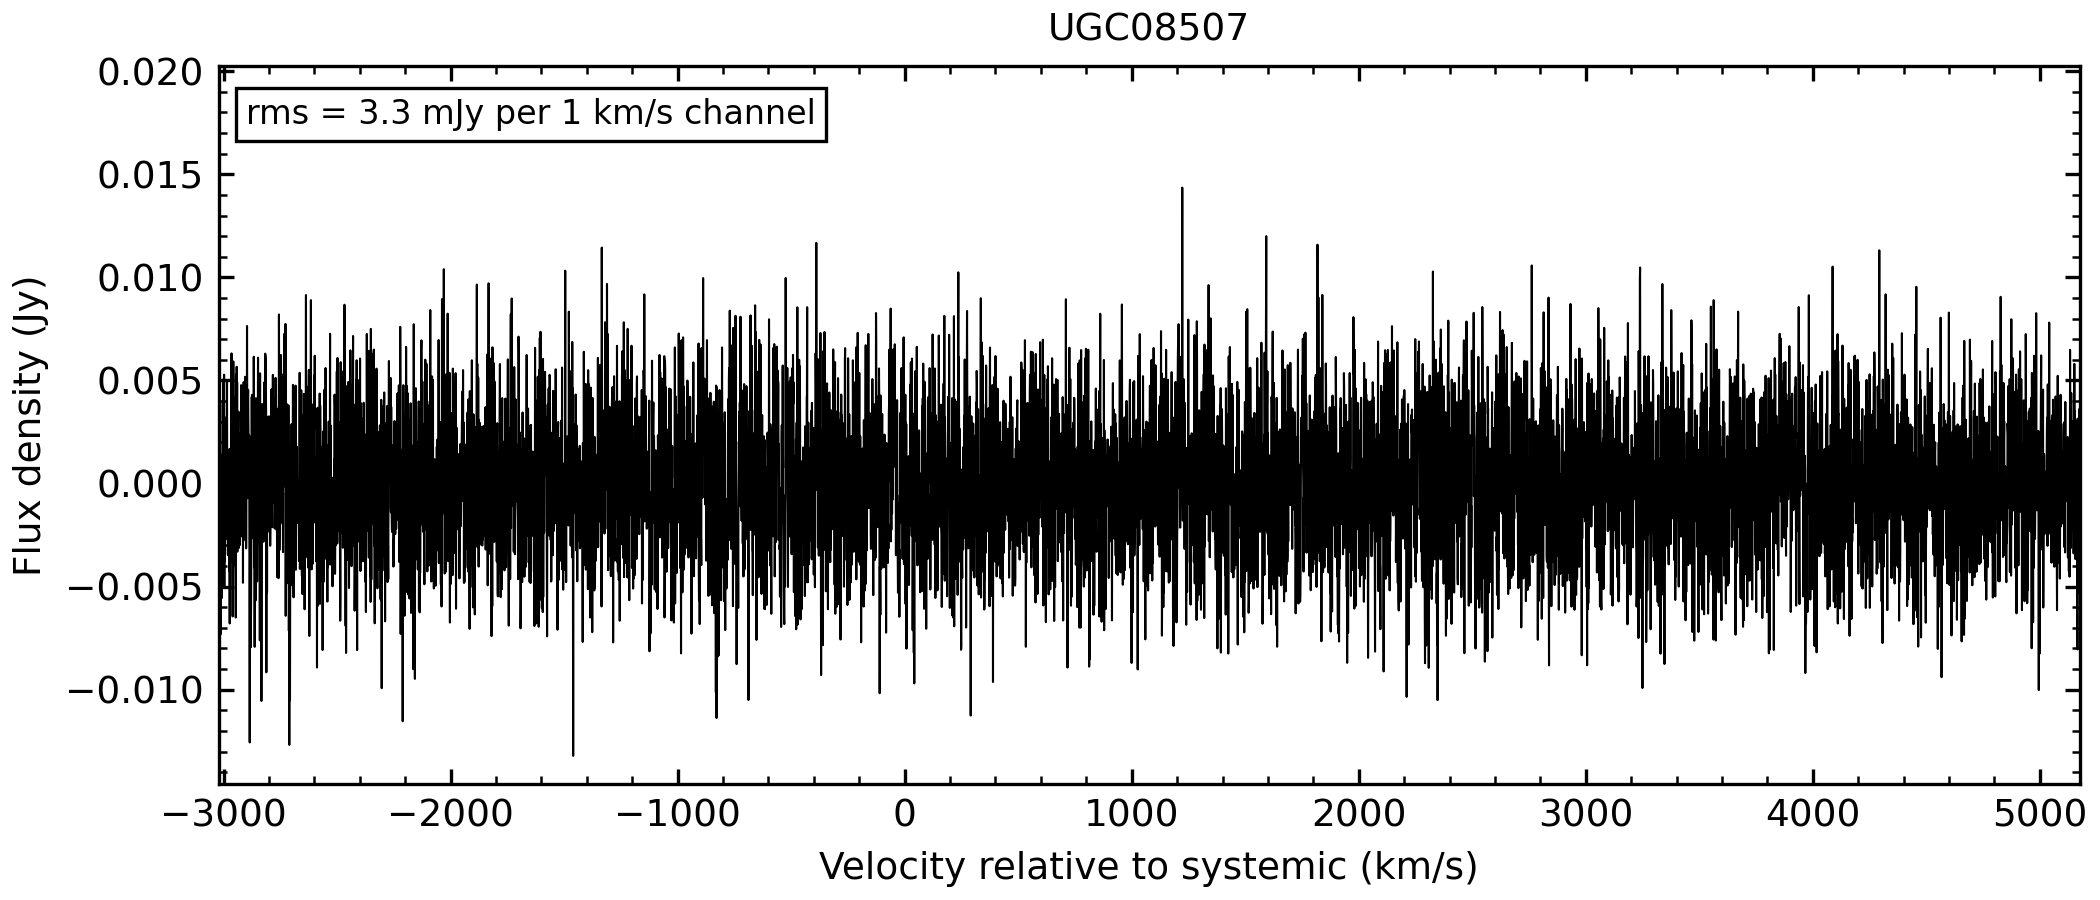 UGC08507
0.020
rms = 3.3 mJy per 1 km/s channel
0.015
0.010
0.005
0.000
−0.005
−0.010
Flux density (Jy)
−3000 −2000 −1000 0 1000 2000 3000 4000 5000
Velocity relative to systemic (km/s)